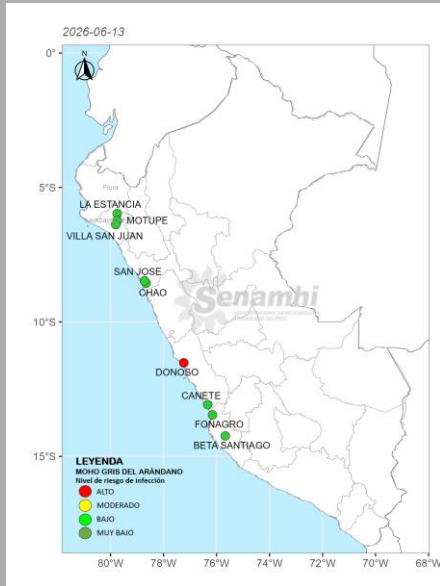 2026-06-13
N
0°
5°S
10°S
15°S
Piura
LA ESTANCIA
MOTUPE
VILLA SAN JUAN
SAN JOSE
CHAO
Senamhi
DONOSO
CANETE
FONAGRO
BETA SANTIAGO
LEYENDA
MOHO GRIS DEL ARÁNDANO
Nivel de riesgo de infección
ALTO
MODERADO
BAJO
MUY BAJO
80°W 78°W 76°W 74°W 72°W 70°W 68°W